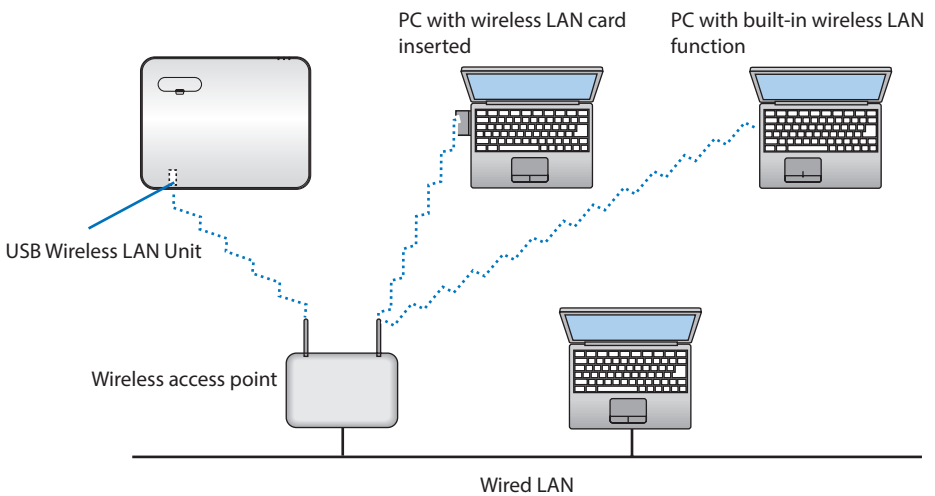 PC with wireless LAN card
inserted
PC with built-in wireless LAN
function
USB Wireless LAN Unit
Wireless access point
Wired LAN